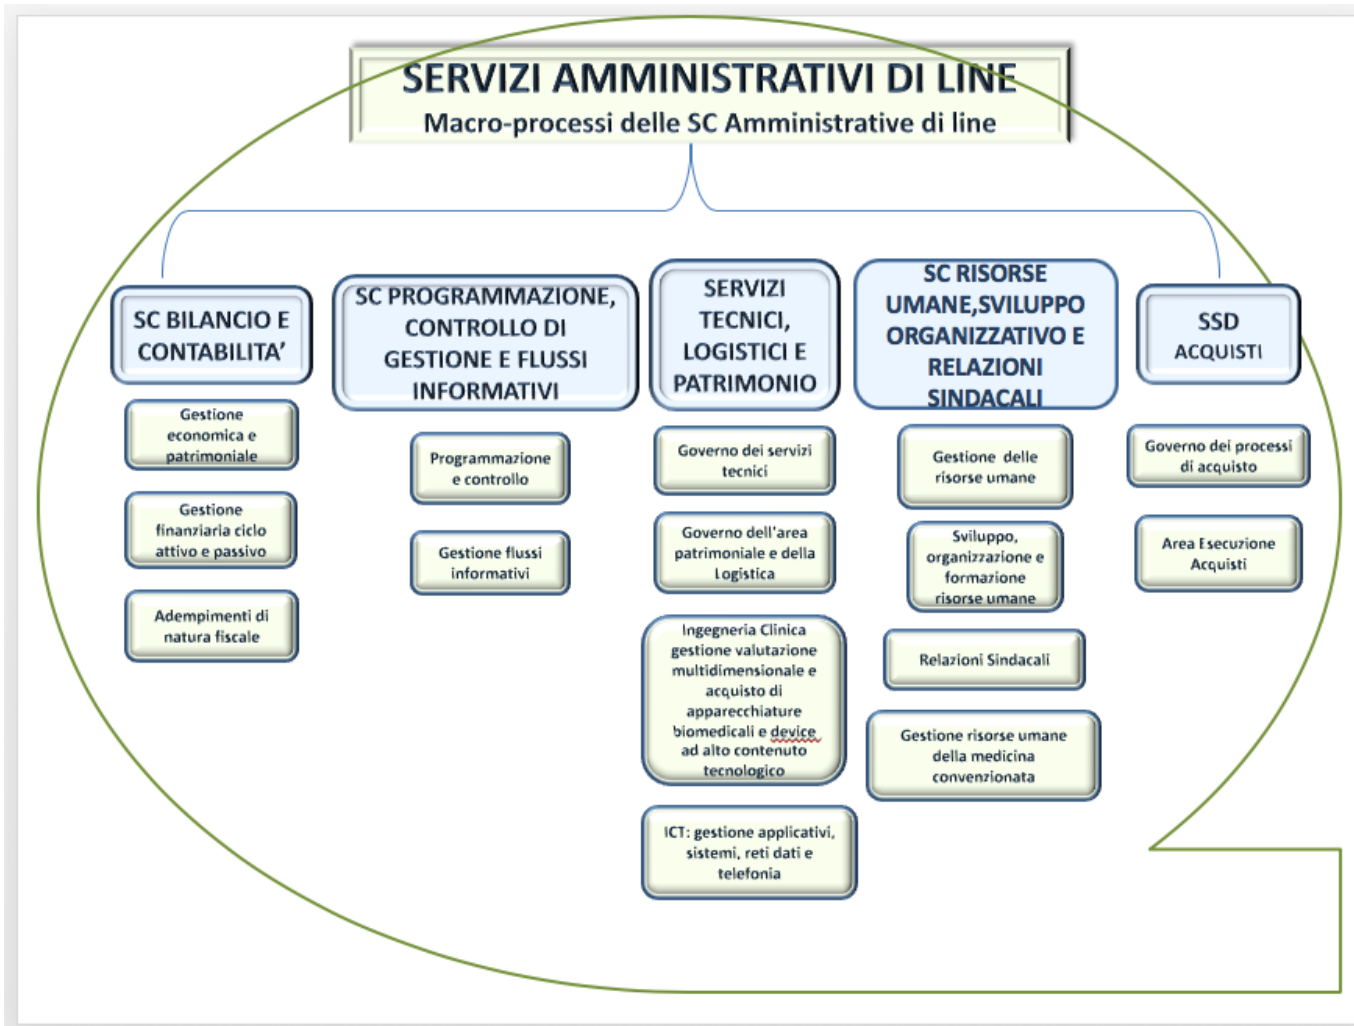 SERVIZI AMMINISTRATIVI DI LINE
Macro-processi delle SC Amministrative di line
SC BILANCIO E
CONTABILITA’
Gestione
economica e
patrimoniale
Gestione
finanziaria ciclo
attivo e passivo
Adempimenti di
natura fiscale
SC PROGRAMMAZIONE,
CONTROLLO DI
GESTIONE E FLUSSI
INFORMATIVI
Programmazione
e controllo
Gestione flussi
informativi
SERVIZI
TECNICI,
LOGISTICI E
PATRIMONIO
Governo dei servizi
tecnici
Governo dell'area
patrimoniale e della
Logistica
Ingegneria Clinica
gestione valutazione
multidimensionale e
acquisto di
apparecchiature
biomedicali e device
ad alto contenuto
tecnologico
ICT: gestione applicativi,
sistemi, reti dati e
telefonia
SC RISORSE
UMANE,SVILUPPO
ORGANIZZATIVO E
RELAZIONI
SINDACALI
Gestione delle
risorse umane
Sviluppo,
organizzazione e
formazione
risorse umane
Relazioni Sindacali
Gestione risorse umane
della medicina
convenzionata
SSD
ACQUISTI
Governo dei processi
di acquisto
Area Esecuzione
Acquisti